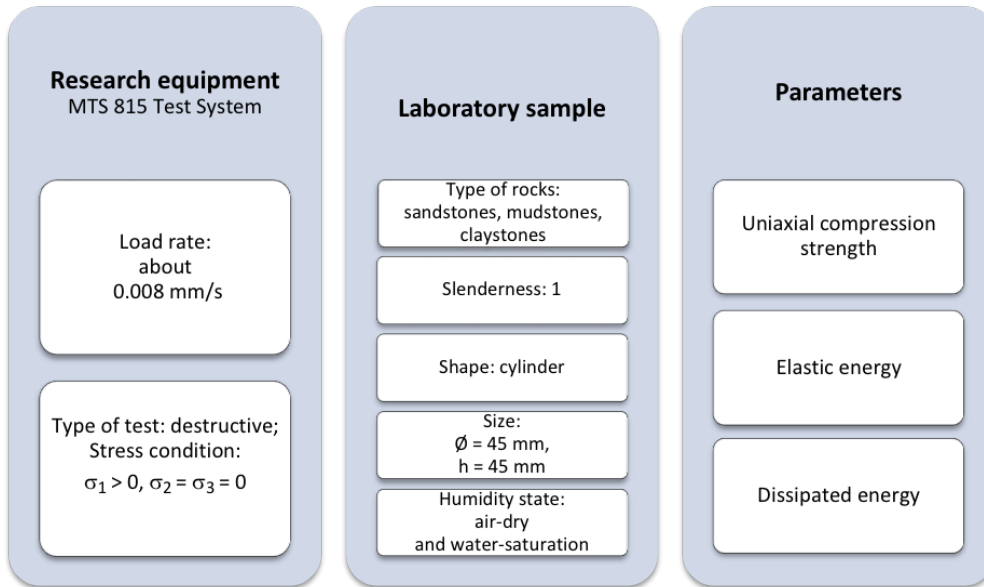 Research equipment
MTS 815 Test System
Load rate:
about
0.008 mm/s
Type of test: destructive;
Stress condition:
σ1 > 0, σ2 = σ3 = 0
Laboratory sample
Type of rocks:
sandstones, mudstones,
claystones
Slenderness: 1
Shape: cylinder
Size:
Ø = 45 mm,
h = 45 mm
Humidity state:
air-dry
and water-saturation
Parameters
Uniaxial compression
strength
Elastic energy
Dissipated energy